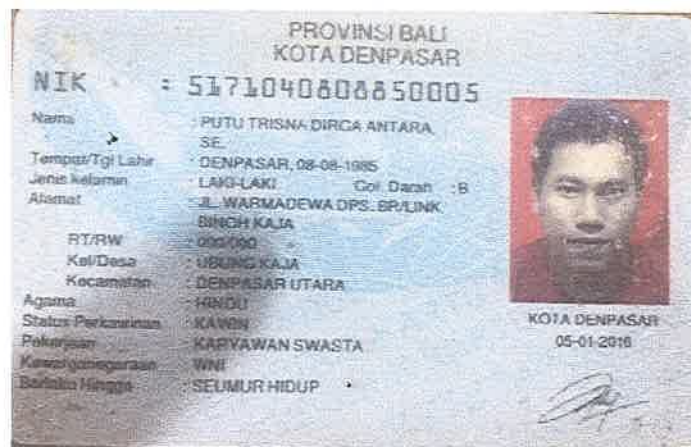 PROVINSI BALI
KOTA DENPASAR
NIK : 5171040808850005
Nama : PUTU TRISNA DIRGA ANTARA,
SE.
Tempat/Tgl Lahir : DENPASAR, 08-08-1985
Jenis kelamin : LAKI-LAKI Gol. Darah : B
Alamat : JL. WARMADEWA DPS. BR/LINK.
BINOH KAJA
RT/RW : 000/000
Kel/Desa : UBUNG KAJA
Kecamatan : DENPASAR UTARA
Agama : HINDU
Status Perkawinan : KAWIN
Pekerjaan : KARYAWAN SWASTA
Kewarganegaraan : WNI
Berlaku Hingga : SEUMUR HIDUP
KOTA DENPASAR
05-01-2016